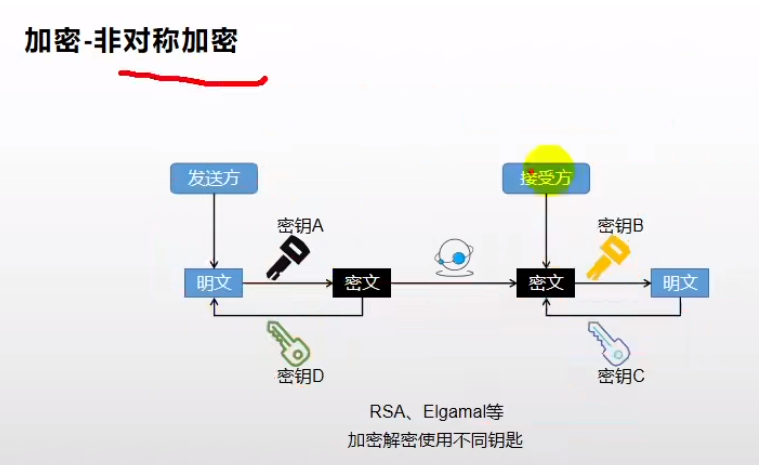 加密-非对称加密
发送方
接受方
密钥A
密钥B
明文
密文
密文
明文
密钥D
密钥C
RSA、Elgamal等
加密解密使用不同钥匙